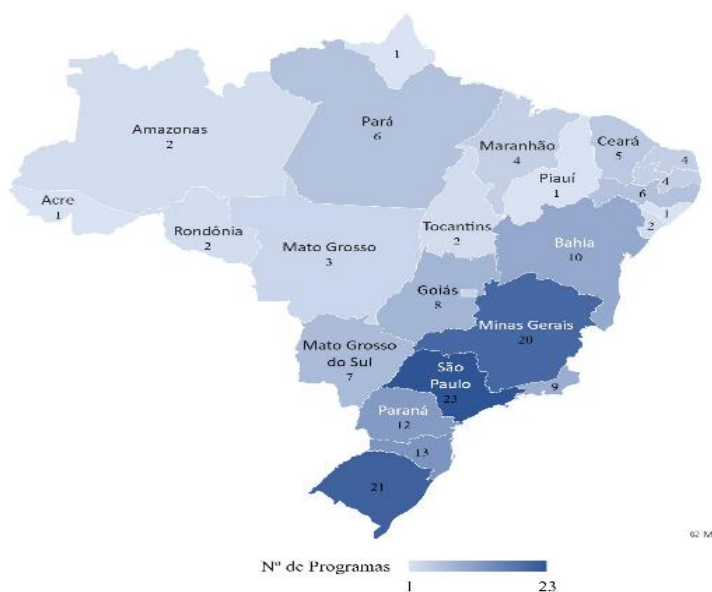 1
Amazonas
2
Pará
6
Maranhão
4
Ceará
5
4
4
6
1
2
Piauí
1
Acre
1
Rondônia
2
Tocantins
2
Mato Grosso
3
Bahia
10
Goiás
8
Minas Gerais
20
Mato Grosso
do Sul
7
São
Paulo
23
9
Paraná
12
13
21
© M
Nª de Programas
1
23